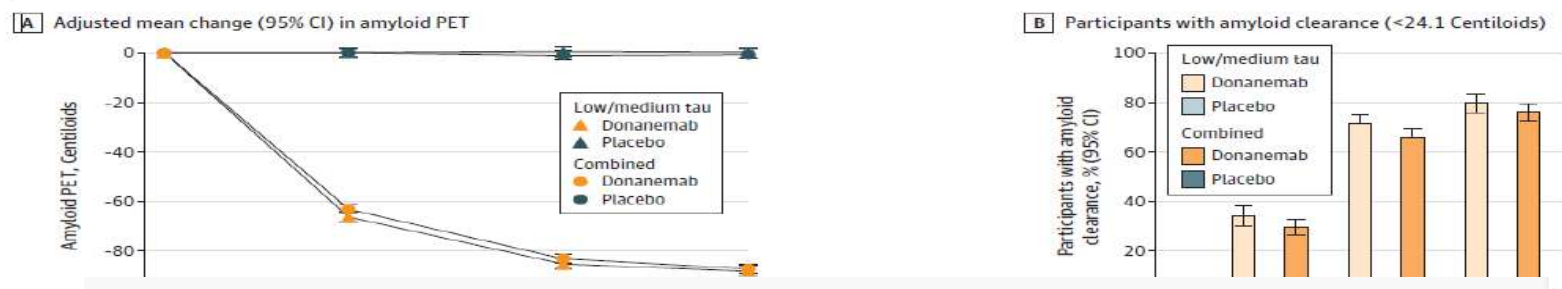 A Adjusted mean change (95% CI) in amyloid PET
Amyloid PET, Centiloids
0
-20
-40
-60
-80
Low/medium tau
Donanemab
Placebo
Combined
Donanemab
Placebo
B Participants with amyloid clearance (<24.1 Centiloids)
Participants with amyloid
clearance, % (95% CI)
100
80
60
40
20
Low/medium tau
Donanemab
Placebo
Combined
Donanemab
Placebo